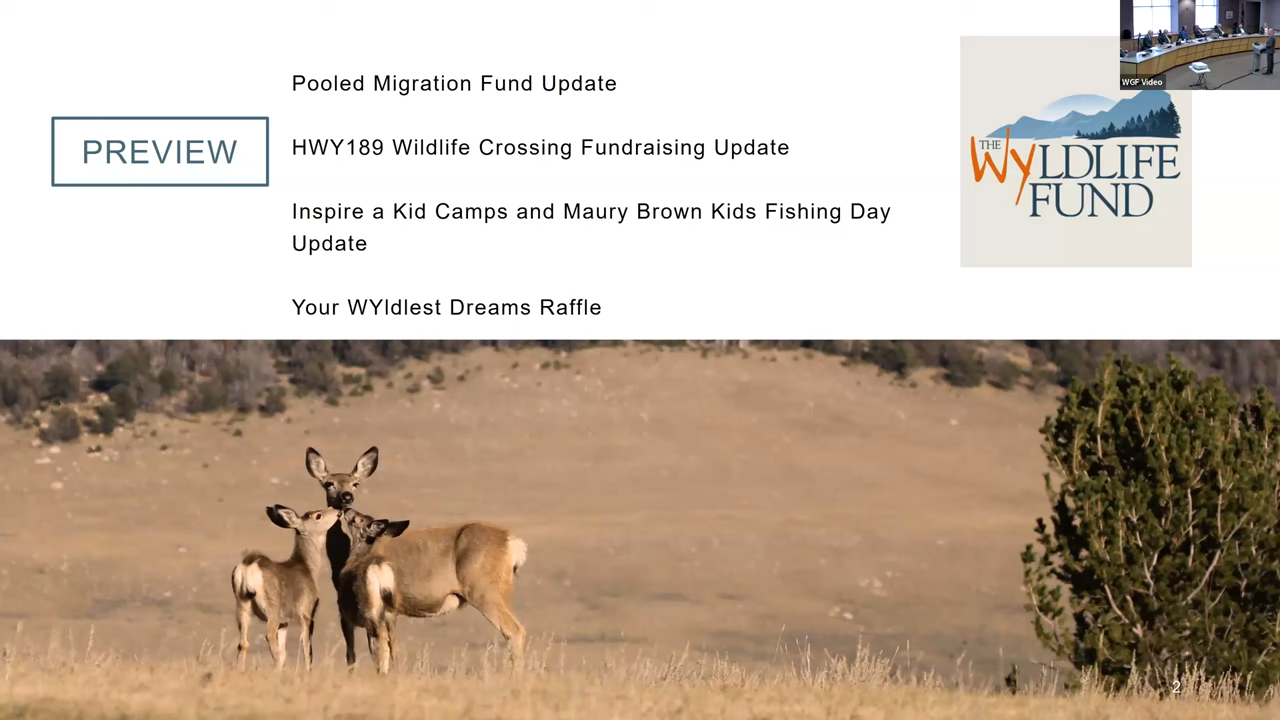 Pooled Migration Fund Update
PREVIEW
HWY189 Wildlife Crossing Fundraising Update
Inspire a Kid Camps and Maury Brown Kids Fishing Day
Update
Your WYldlest Dreams Raffle
WGF Video
THE
WYLDLIFE
FUND
2